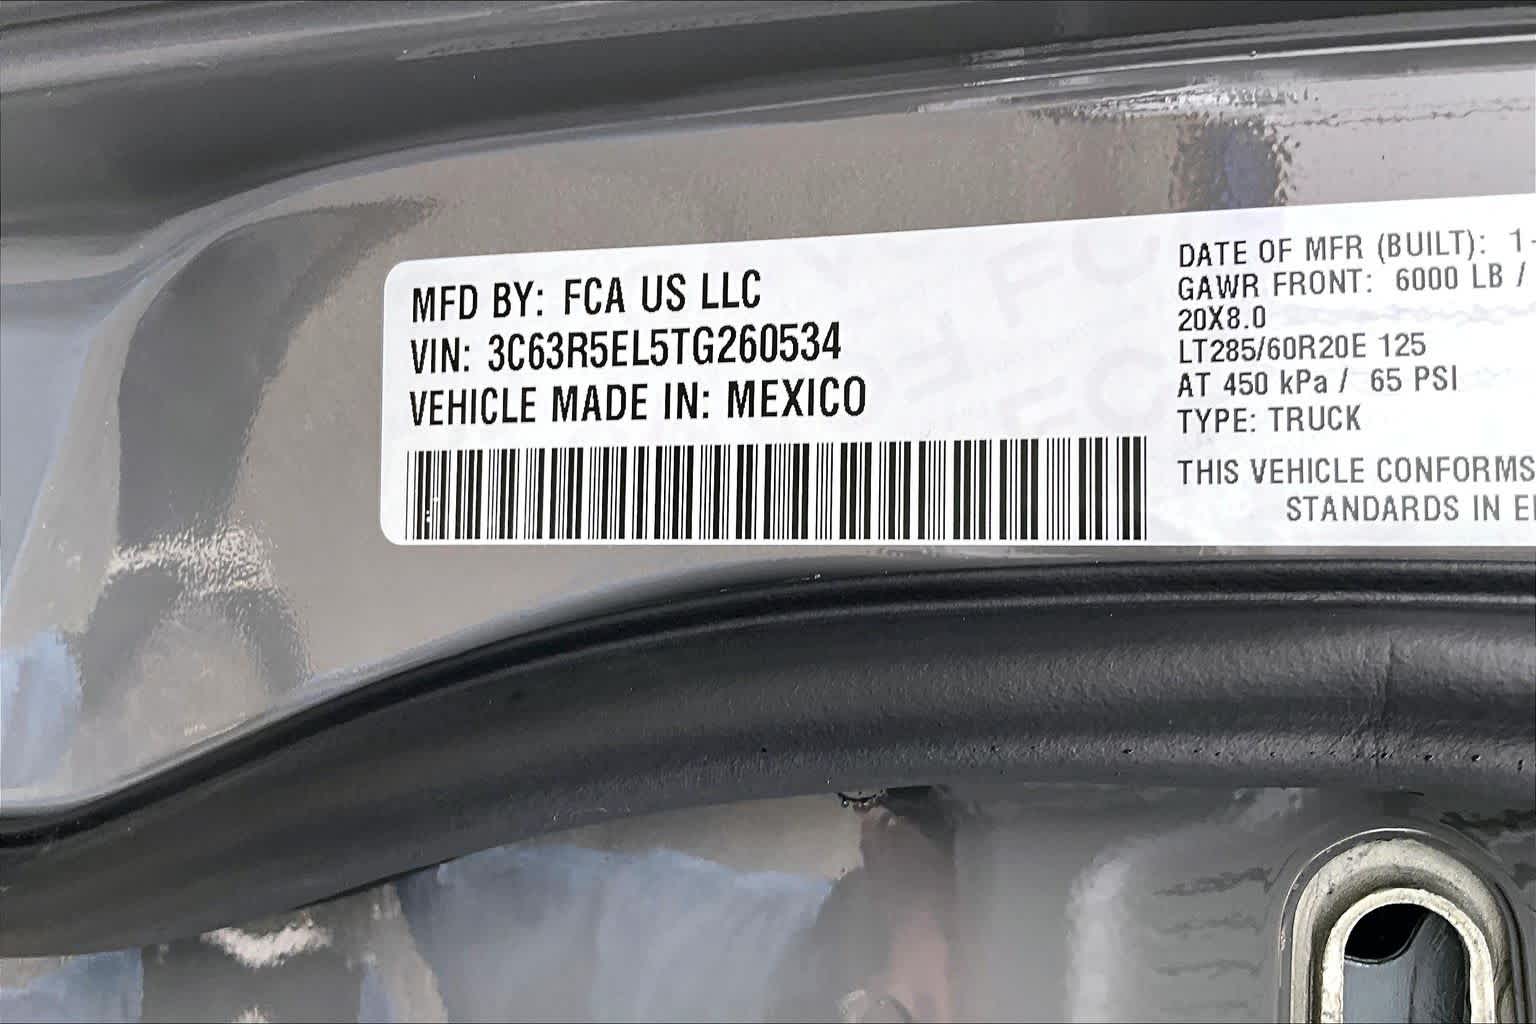 MFD BY: FCA US LLC
VIN: 3C63R5EL5TG260534
VEHICLE MADE IN: MEXICO
DATE OF MFR (BUILT): 1-
GAWR FRONT: 6000 LB /
20X8.0
LT285/60R20E 125
AT 450 kPa / 65 PSI
TYPE: TRUCK
THIS VEHICLE CONFORMS
STANDARDS IN